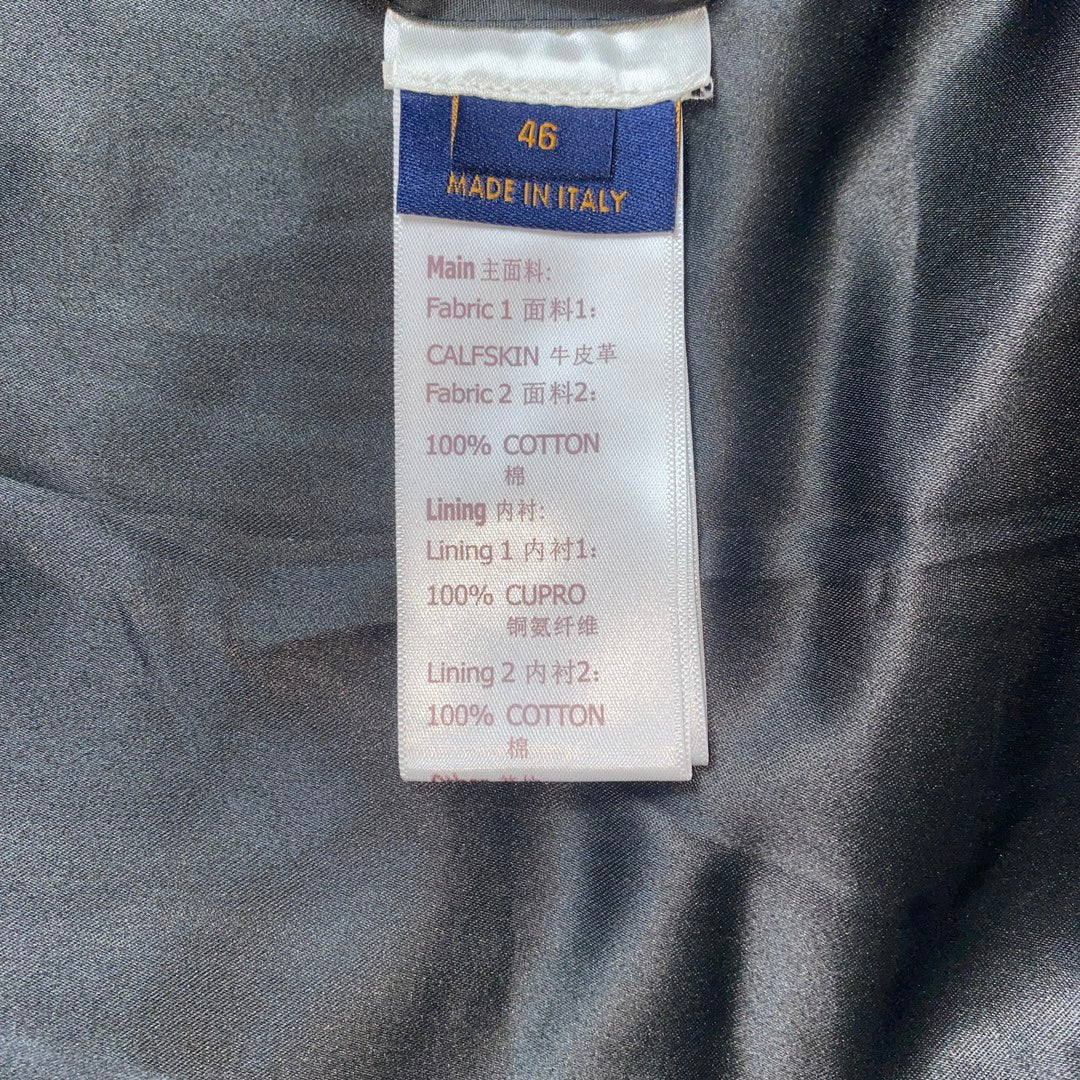 46
MADE IN ITALY
Main 主面料:
Fabric 1 面料1:
CALFSKIN 牛皮革
Fabric 2 面料2:
100% COTTON
棉
Lining 内衬:
Lining 1 内衬1:
100% CUPRO
铜氨纤维
Lining 2 内衬2:
100% COTTON
棉